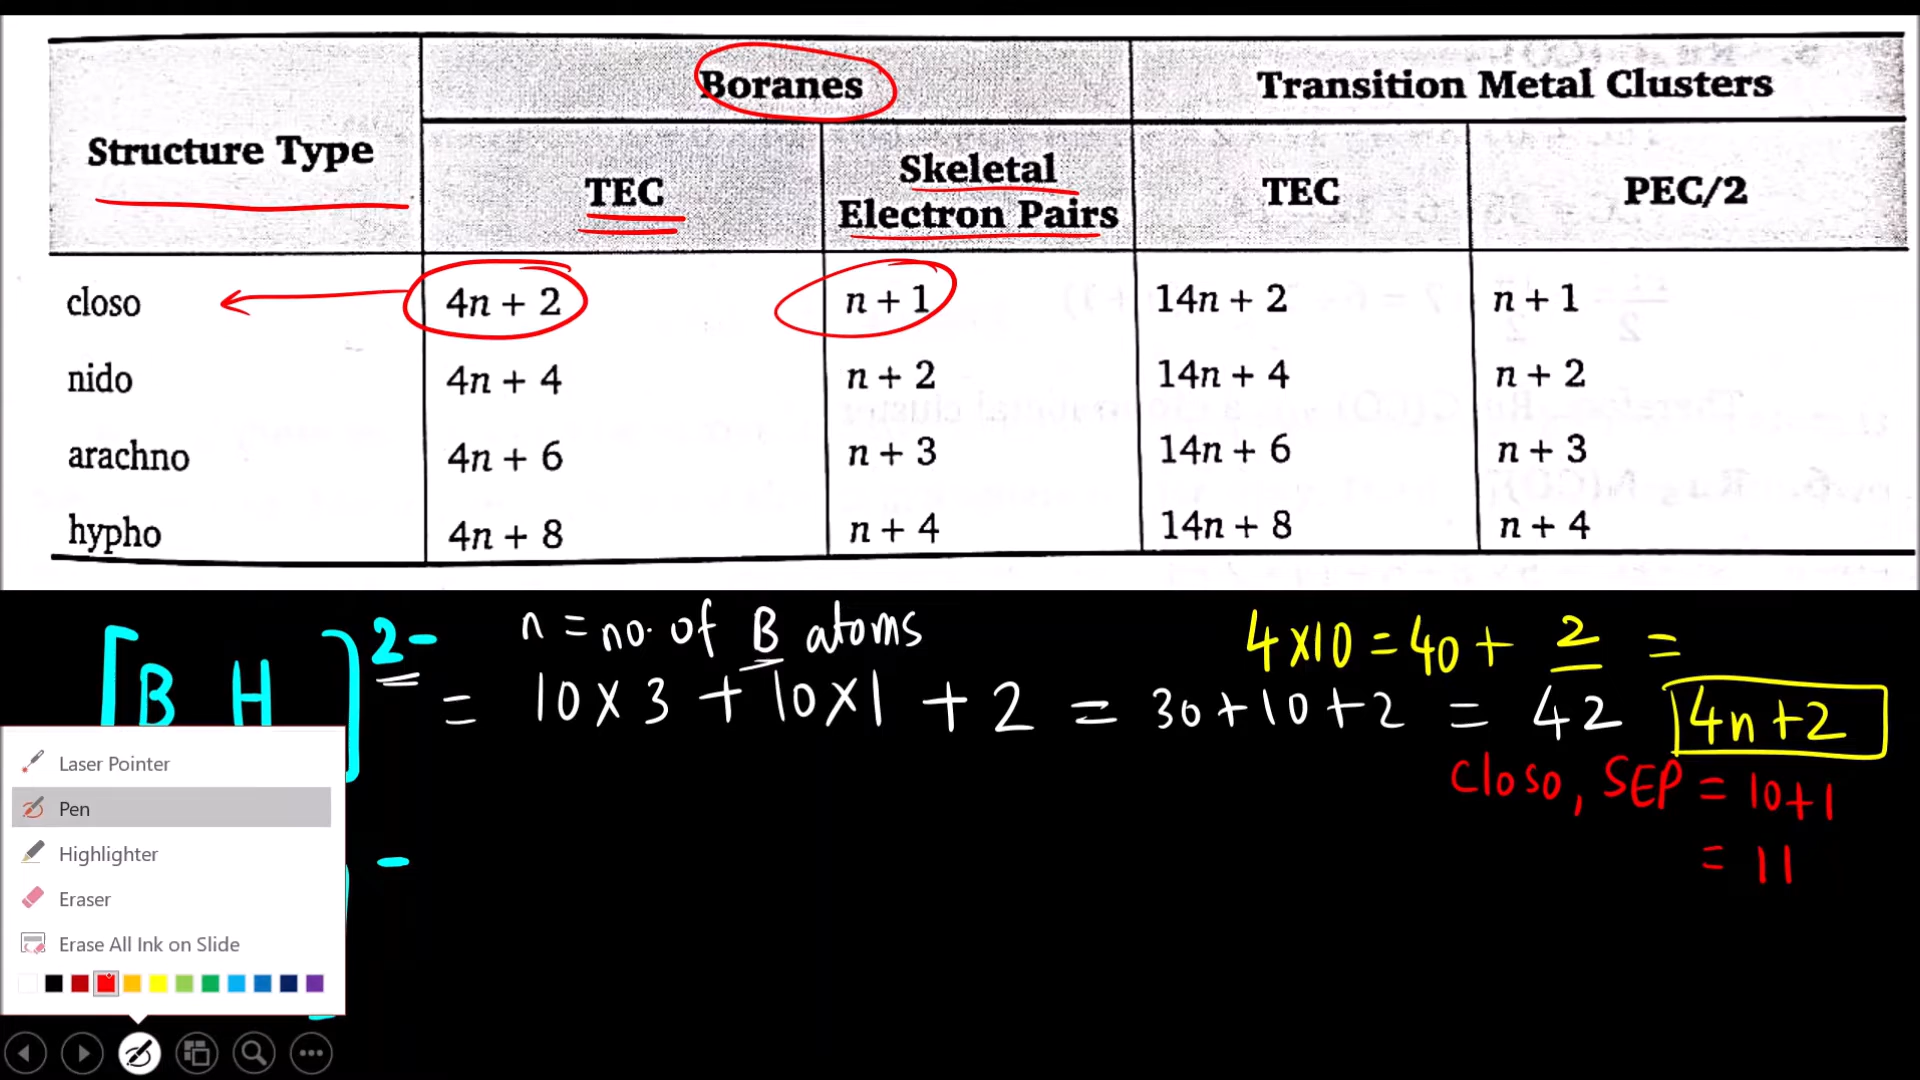 Boranes
Transition Metal Clusters
Structure Type
TEC
Skeletal
Electron Pairs
TEC
PEC/2
closo
4n + 2
n + 1
14n + 2
n + 1
nido
4n + 4
n + 2
14n + 4
n + 2
arachno
4n + 6
n + 3
14n + 6
n + 3
hypho
4n + 8
n + 4
14n + 8
n + 4
n = no. of B atoms
4 x 10 = 40 + 2 =
[B H]2- = 10 x 3 + 10 x 1 + 2 = 30 + 10 + 2 = 42 4n + 2
closo, SEP = 10 + 1
= 11
-
Laser Pointer
Pen
Highlighter
Eraser
Erase All Ink on Slide